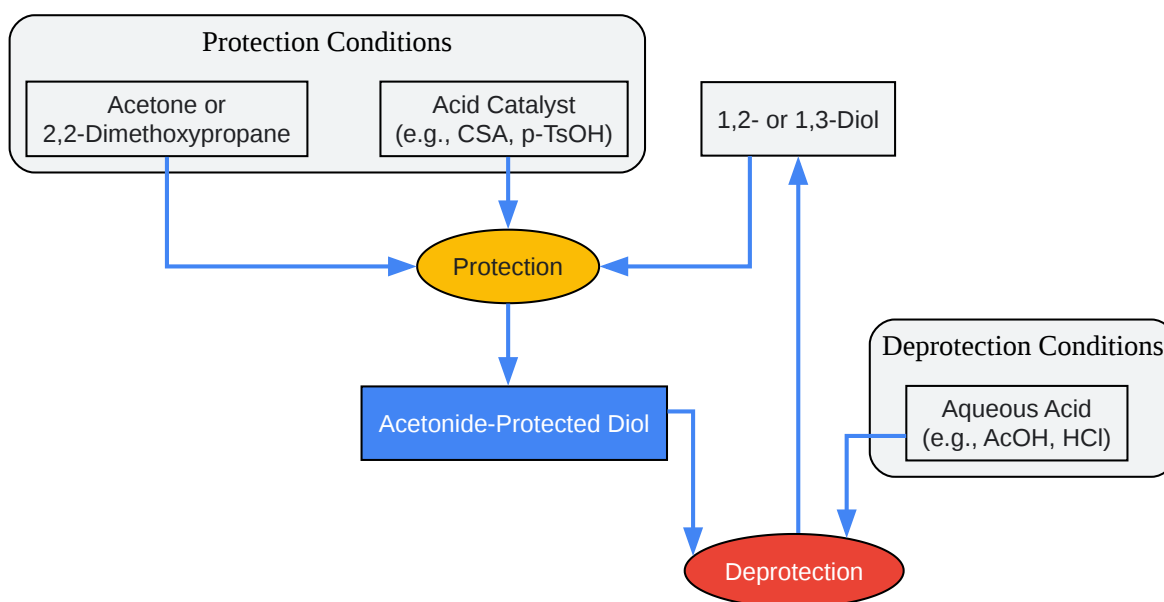 Protection Conditions
Acetone or
2,2-Dimethoxypropane
Acid Catalyst
(e.g., CSA, p-TsOH)
1,2- or 1,3-Diol
Protection
Deprotection Conditions
Acetonide-Protected Diol
Aqueous Acid
(e.g., AcOH, HCl)
Deprotection